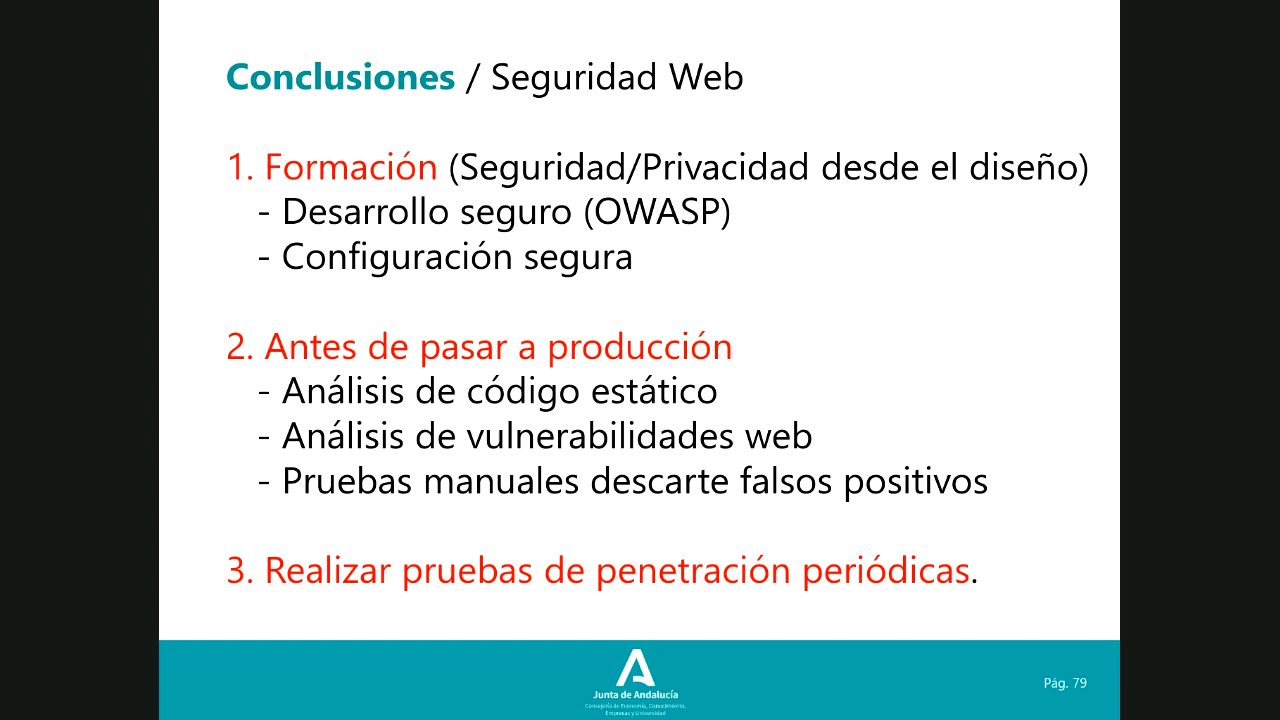 Conclusiones / Seguridad Web
1. Formación (Seguridad/Privacidad desde el diseño)
- Desarrollo seguro (OWASP)
- Configuración segura
2. Antes de pasar a producción
- Análisis de código estático
- Análisis de vulnerabilidades web
- Pruebas manuales descarte falsos positivos
3. Realizar pruebas de penetración periódicas.
Junta de Andalucía
Consejería de Economía, Conocimiento,
Empresas y Universidad
Pág. 79